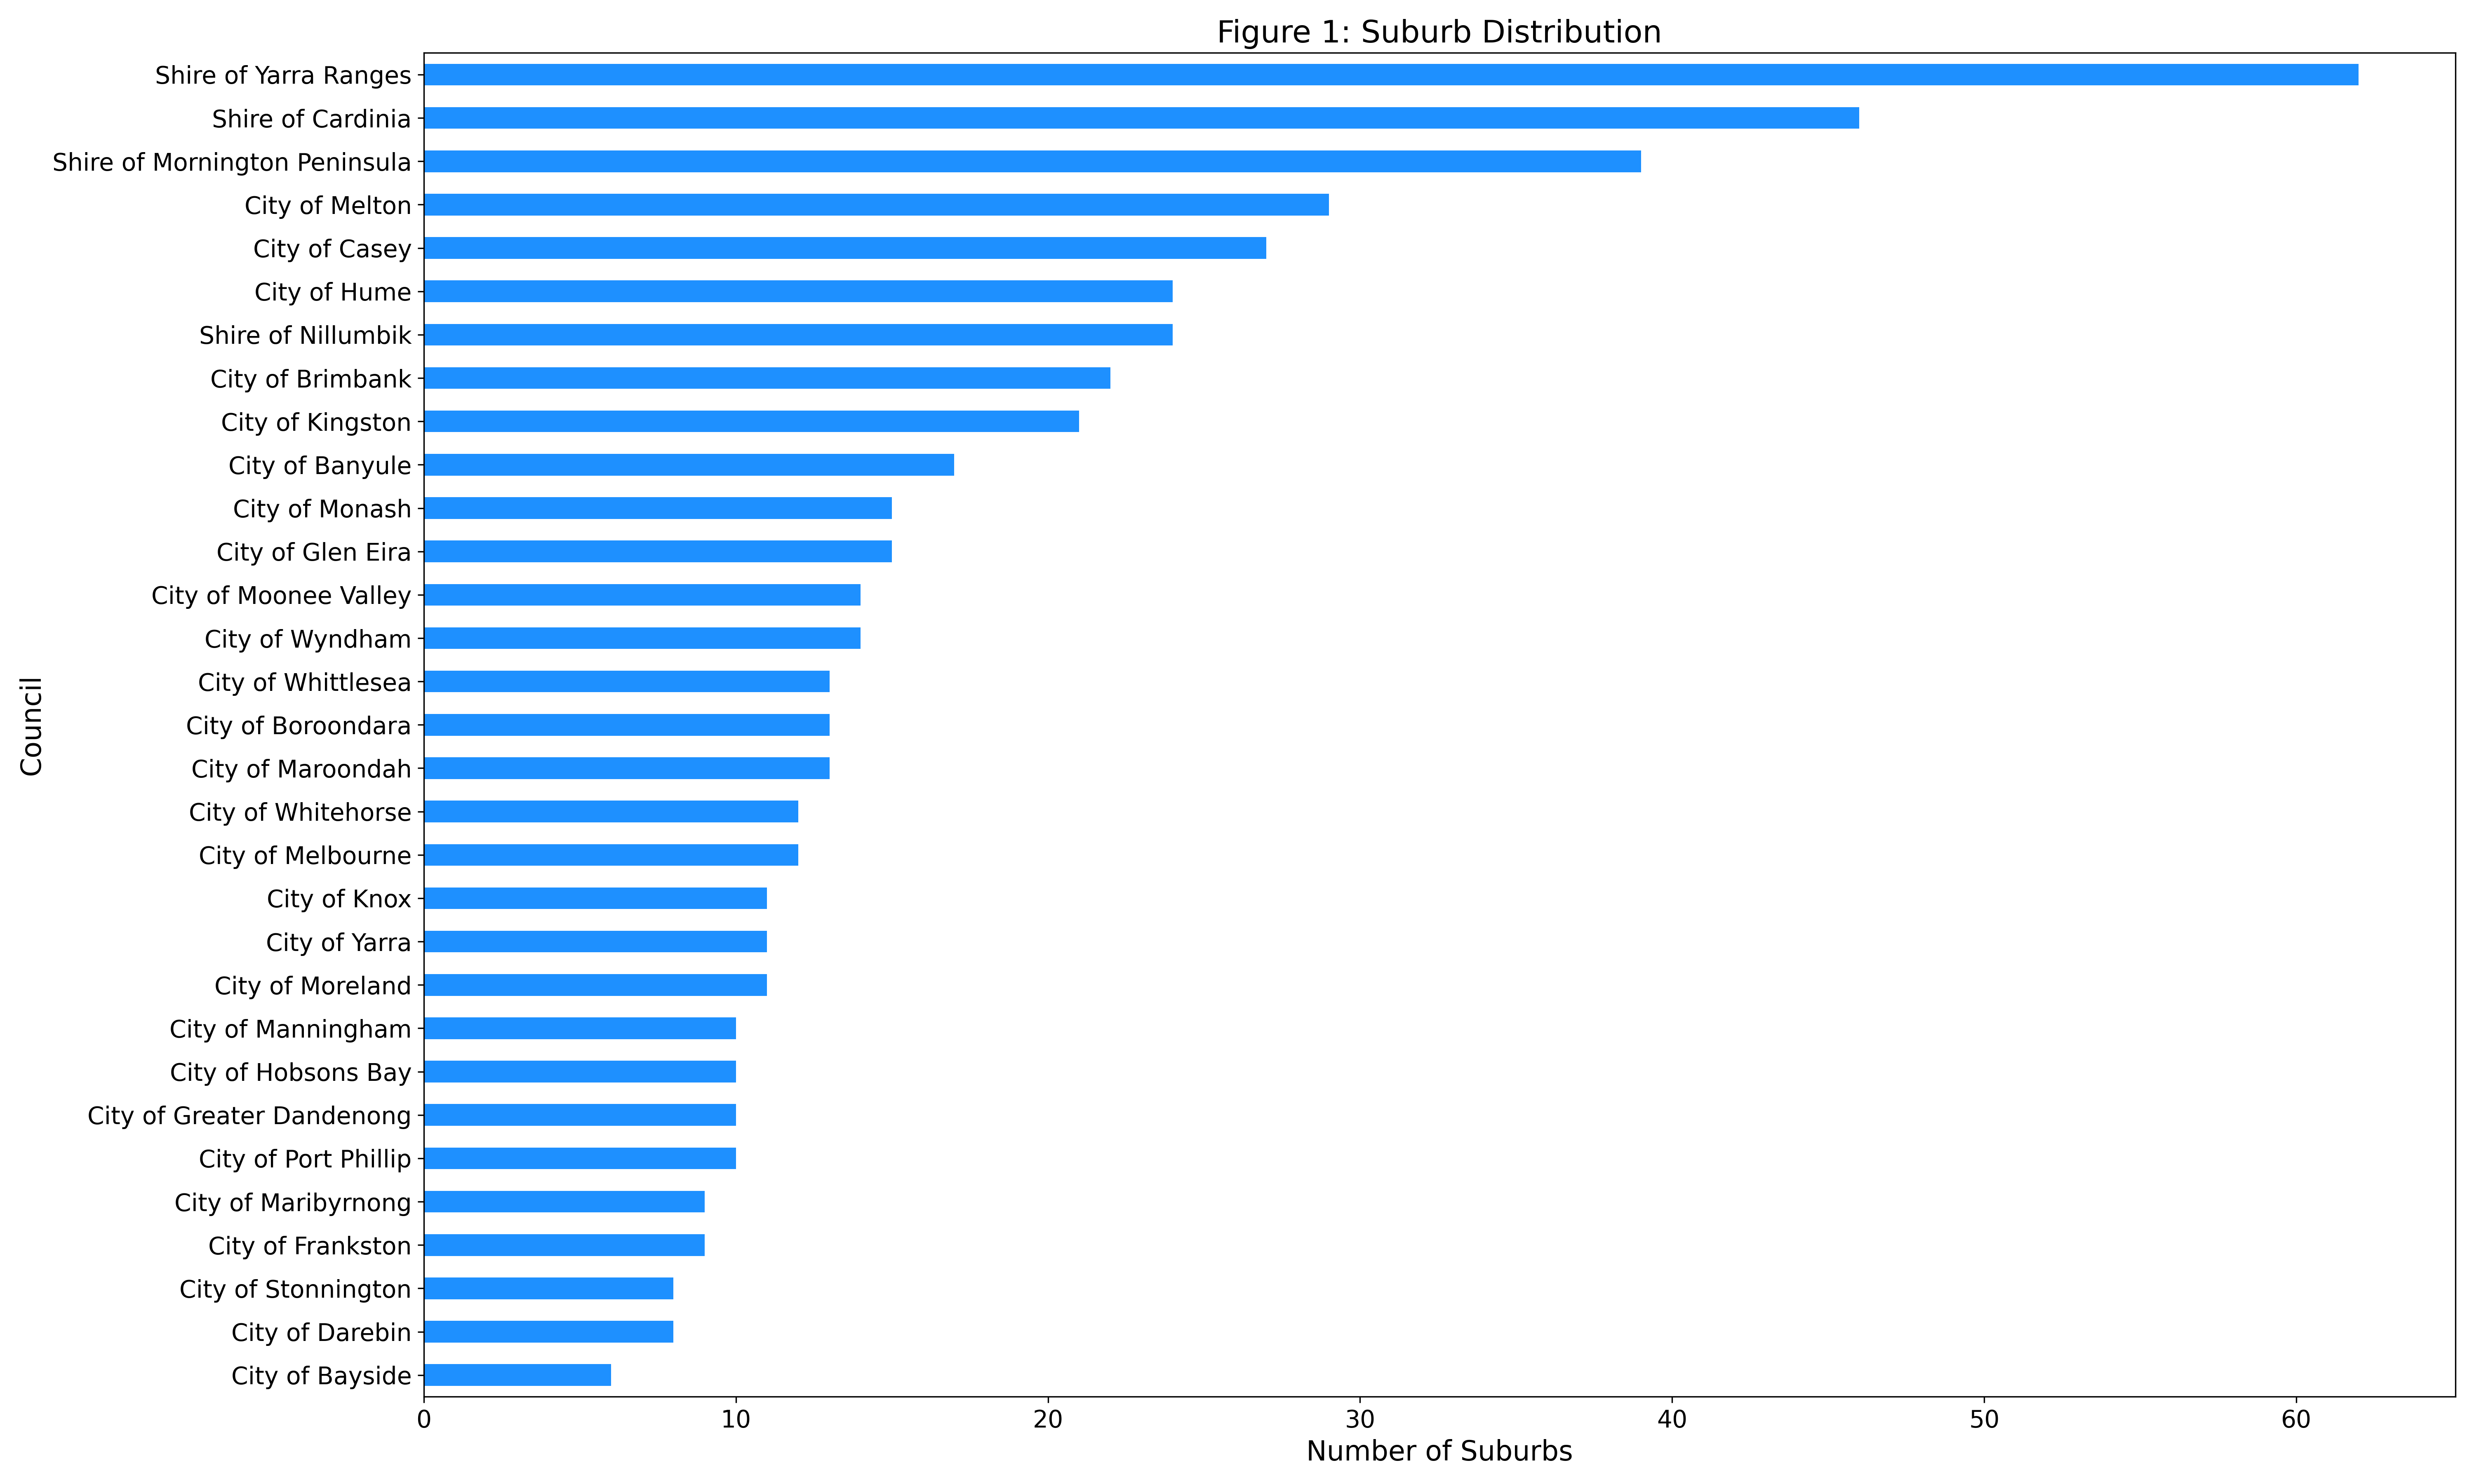 Figure 1: Suburb Distribution
Shire of Yarra Ranges
Shire of Cardinia
Shire of Mornington Peninsula
City of Melton
City of Casey
City of Hume
Shire of Nillumbik
City of Brimbank
City of Kingston
City of Banyule
City of Monash
City of Glen Eira
City of Moonee Valley
City of Wyndham
City of Whittlesea
City of Boroondara
City of Maroondah
City of Whitehorse
City of Melbourne
City of Knox
City of Yarra
City of Moreland
City of Manningham
City of Hobsons Bay
City of Greater Dandenong
City of Port Phillip
City of Maribyrnong
City of Frankston
City of Stonnington
City of Darebin
City of Bayside
Council
0 10 20 30 40 50 60
Number of Suburbs